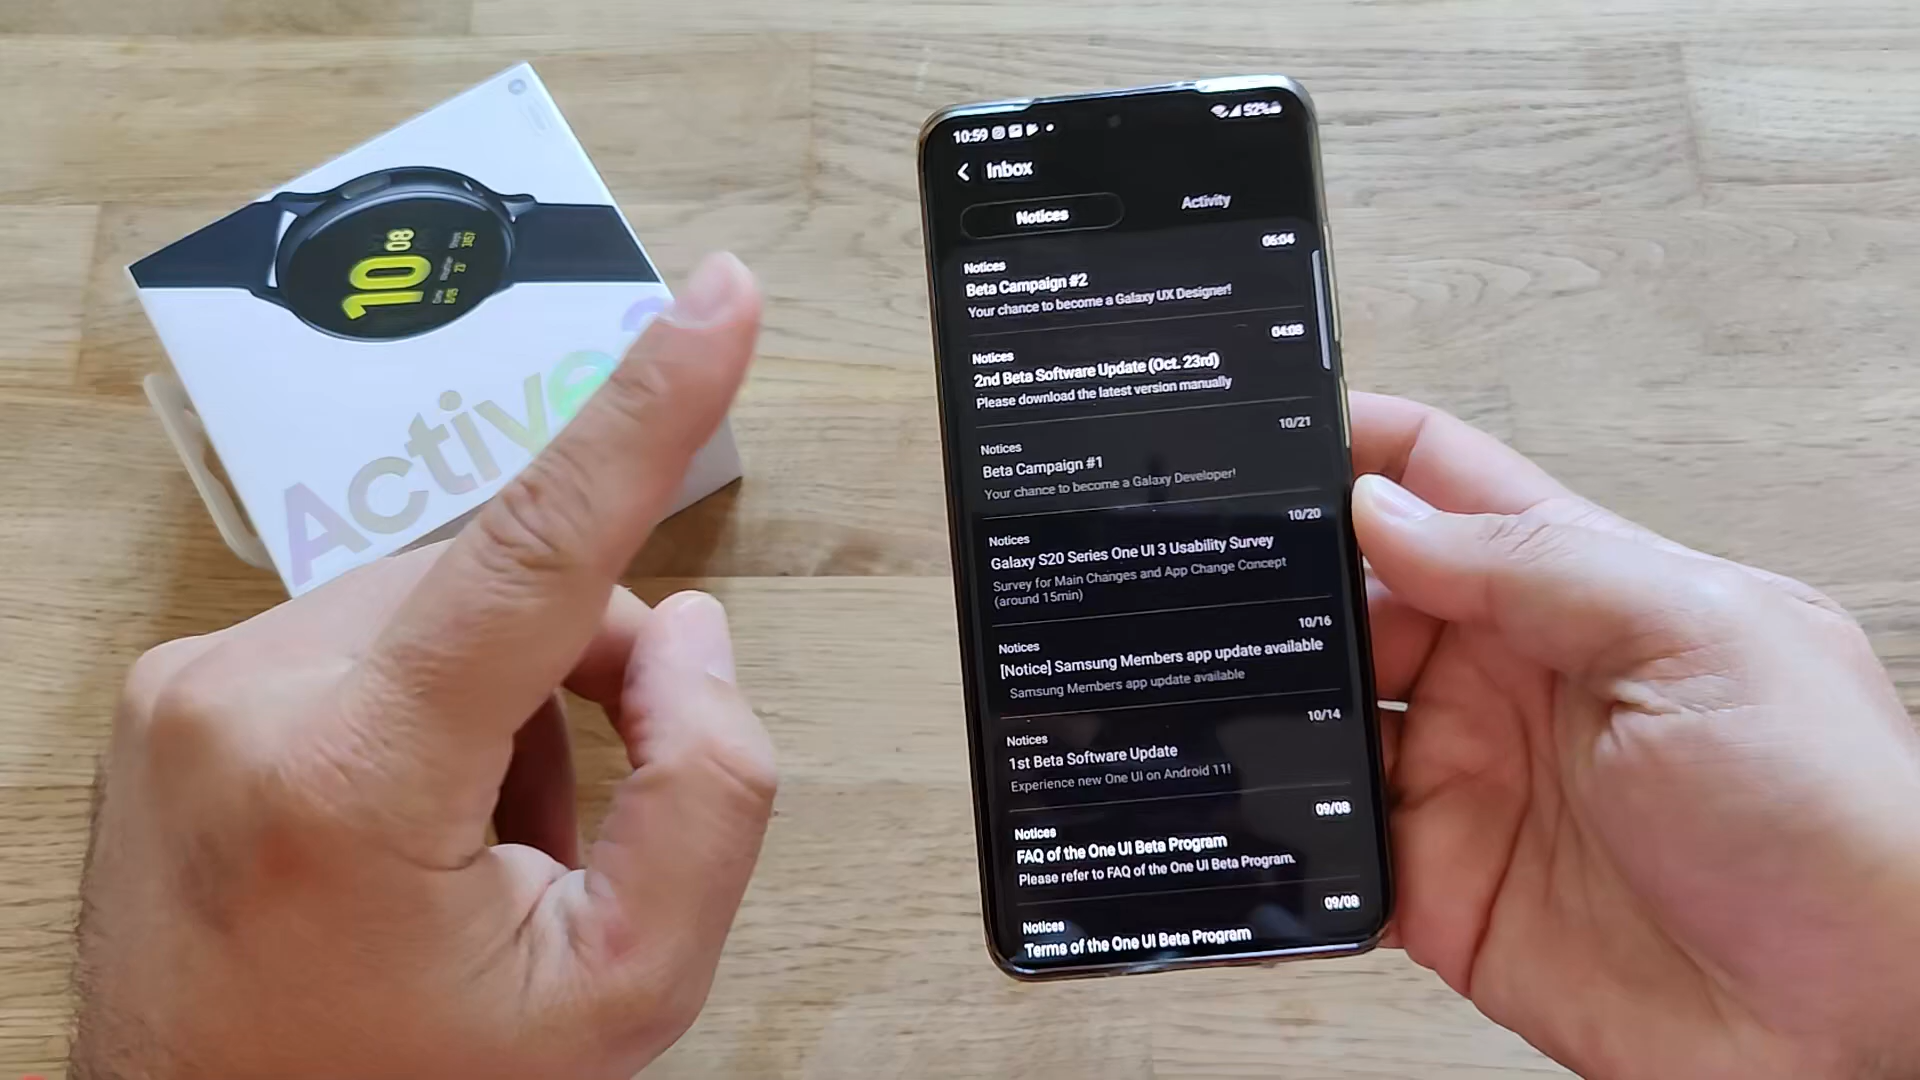 10
08
Active
10:59
52%
Inbox
Notices
Activity
06:04
Notices
Beta Campaign #2
Your chance to become a Galaxy UX Designer!
04:08
Notices
2nd Beta Software Update (Oct. 23rd)
Please download the latest version manually
10/21
Notices
Beta Campaign #1
Your chance to become a Galaxy Developer!
10/20
Notices
Galaxy S20 Series One UI 3 Usability Survey
Survey for Main Changes and App Change Concept
(around 15min)
10/16
Notices
[Notice] Samsung Members app update available
Samsung Members app update available
10/14
Notices
1st Beta Software Update
Experience new One UI on Android 11!
09/08
Notices
FAQ of the One UI Beta Program
Please refer to FAQ of the One UI Beta Program.
09/08
Notices
Terms of the One UI Beta Program